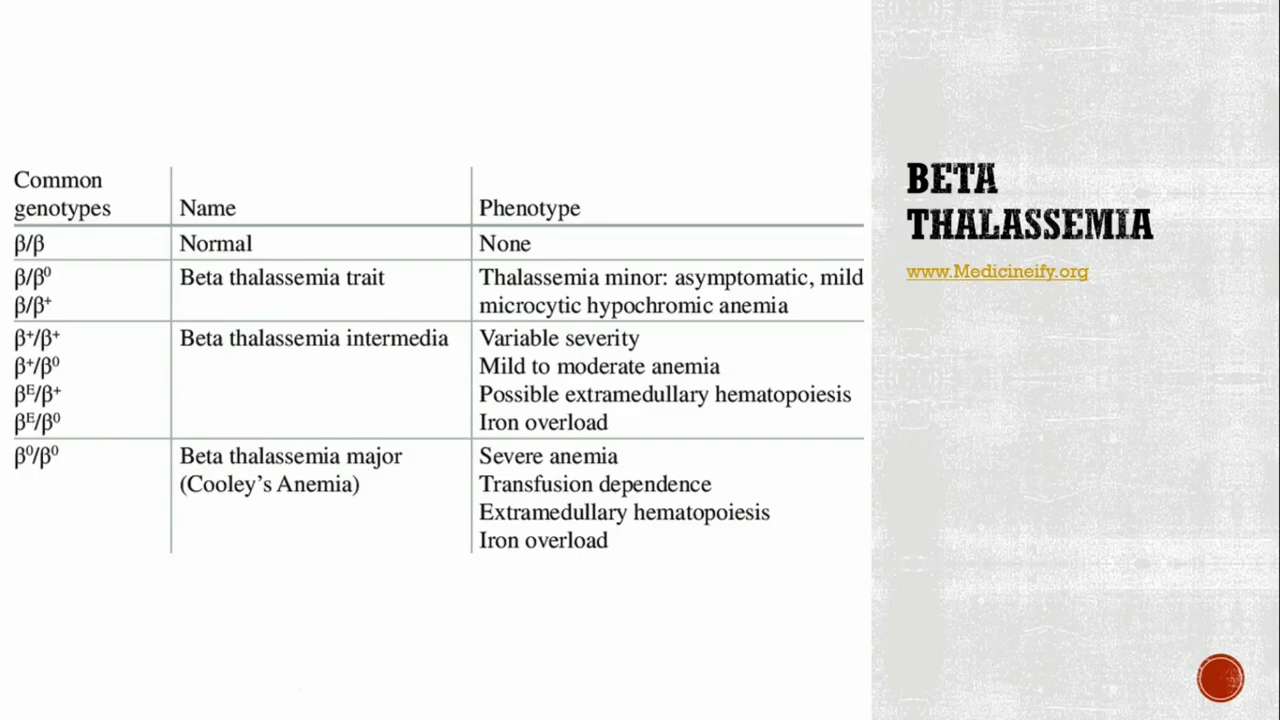 Common
genotypes Name Phenotype
β/β Normal None
β/β⁰ Beta thalassemia trait Thalassemia minor: asymptomatic, mild
β/β⁺ microcytic hypochromic anemia
β⁺/β⁺ Beta thalassemia intermedia Variable severity
β⁺/β⁰ Mild to moderate anemia
βᴱ/β⁺ Possible extramedullary hematopoiesis
βᴱ/β⁰ Iron overload
β⁰/β⁰ Beta thalassemia major Severe anemia
(Cooley's Anemia) Transfusion dependence
Extramedullary hematopoiesis
Iron overload
BETA
THALASSEMIA
www.Medicineify.org